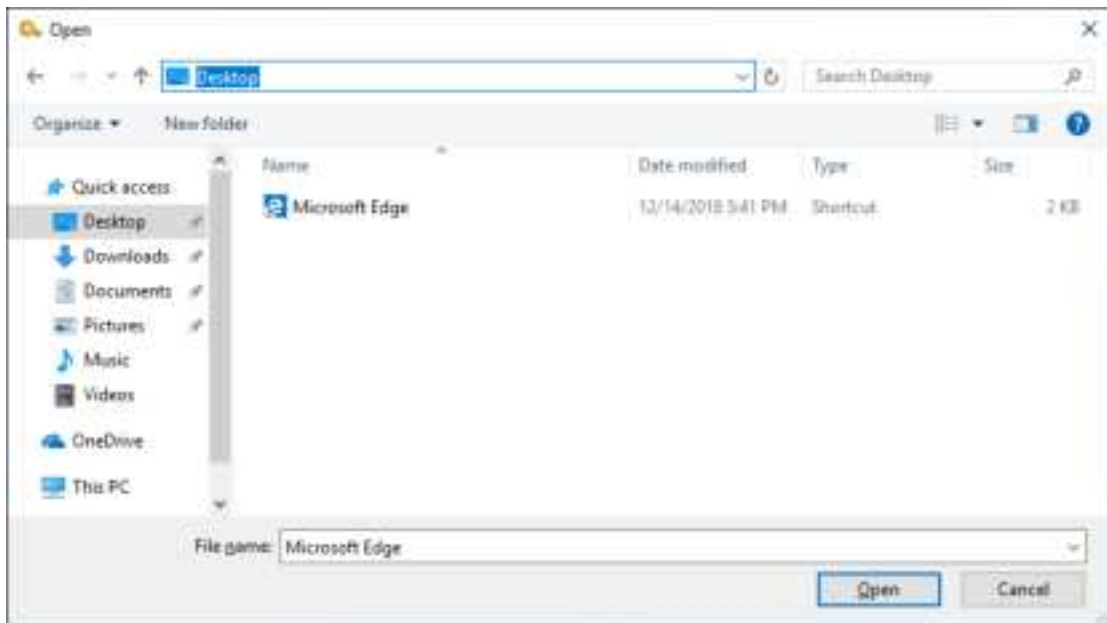 Open
Desktop
Search Desktop
Organize
New folder
Name
Date modified
Type
Size
Quick access
Microsoft Edge
12/14/2018 5:41 PM
Shortcut
2 KB
Desktop
Downloads
Documents
Pictures
Music
Videos
OneDrive
This PC
File name:
Microsoft Edge
Open
Cancel